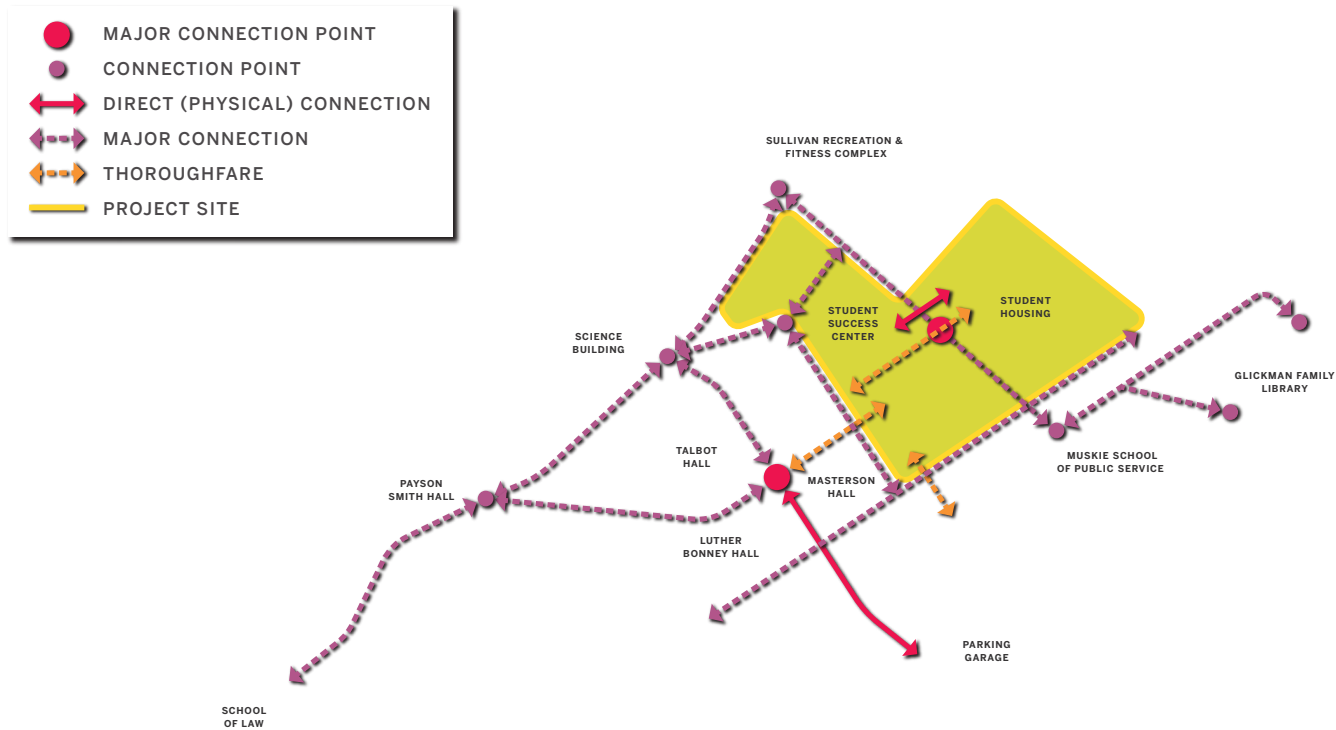 MAJOR CONNECTION POINT
CONNECTION POINT
DIRECT (PHYSICAL) CONNECTION
MAJOR CONNECTION
THOROUGHFARE
PROJECT SITE
SULLIVAN RECREATION &
FITNESS COMPLEX
STUDENT
HOUSING
STUDENT
SUCCESS
CENTER
SCIENCE
BUILDING
GLICKMAN FAMILY
LIBRARY
TALBOT
HALL
MUSKIE SCHOOL
OF PUBLIC SERVICE
MASTERSON
HALL
PAYSON
SMITH HALL
LUTHER
BONNEY HALL
PARKING
GARAGE
SCHOOL
OF LAW